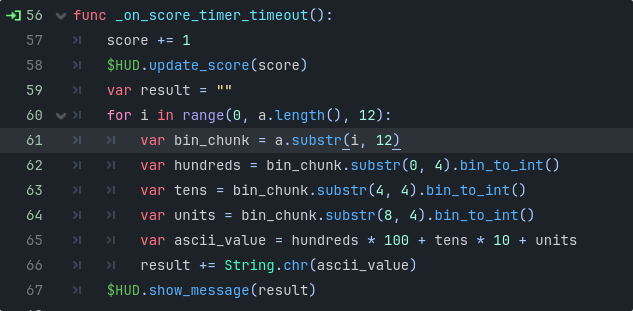 56 func _on_score_timer_timeout():
57 score += 1
58 $HUD.update_score(score)
59 var result = ""
60 for i in range(0, a.length(), 12):
61 var bin_chunk = a.substr(i, 12)
62 var hundreds = bin_chunk.substr(0, 4).bin_to_int()
63 var tens = bin_chunk.substr(4, 4).bin_to_int()
64 var units = bin_chunk.substr(8, 4).bin_to_int()
65 var ascii_value = hundreds * 100 + tens * 10 + units
66 result += String.chr(ascii_value)
67 $HUD.show_message(result)